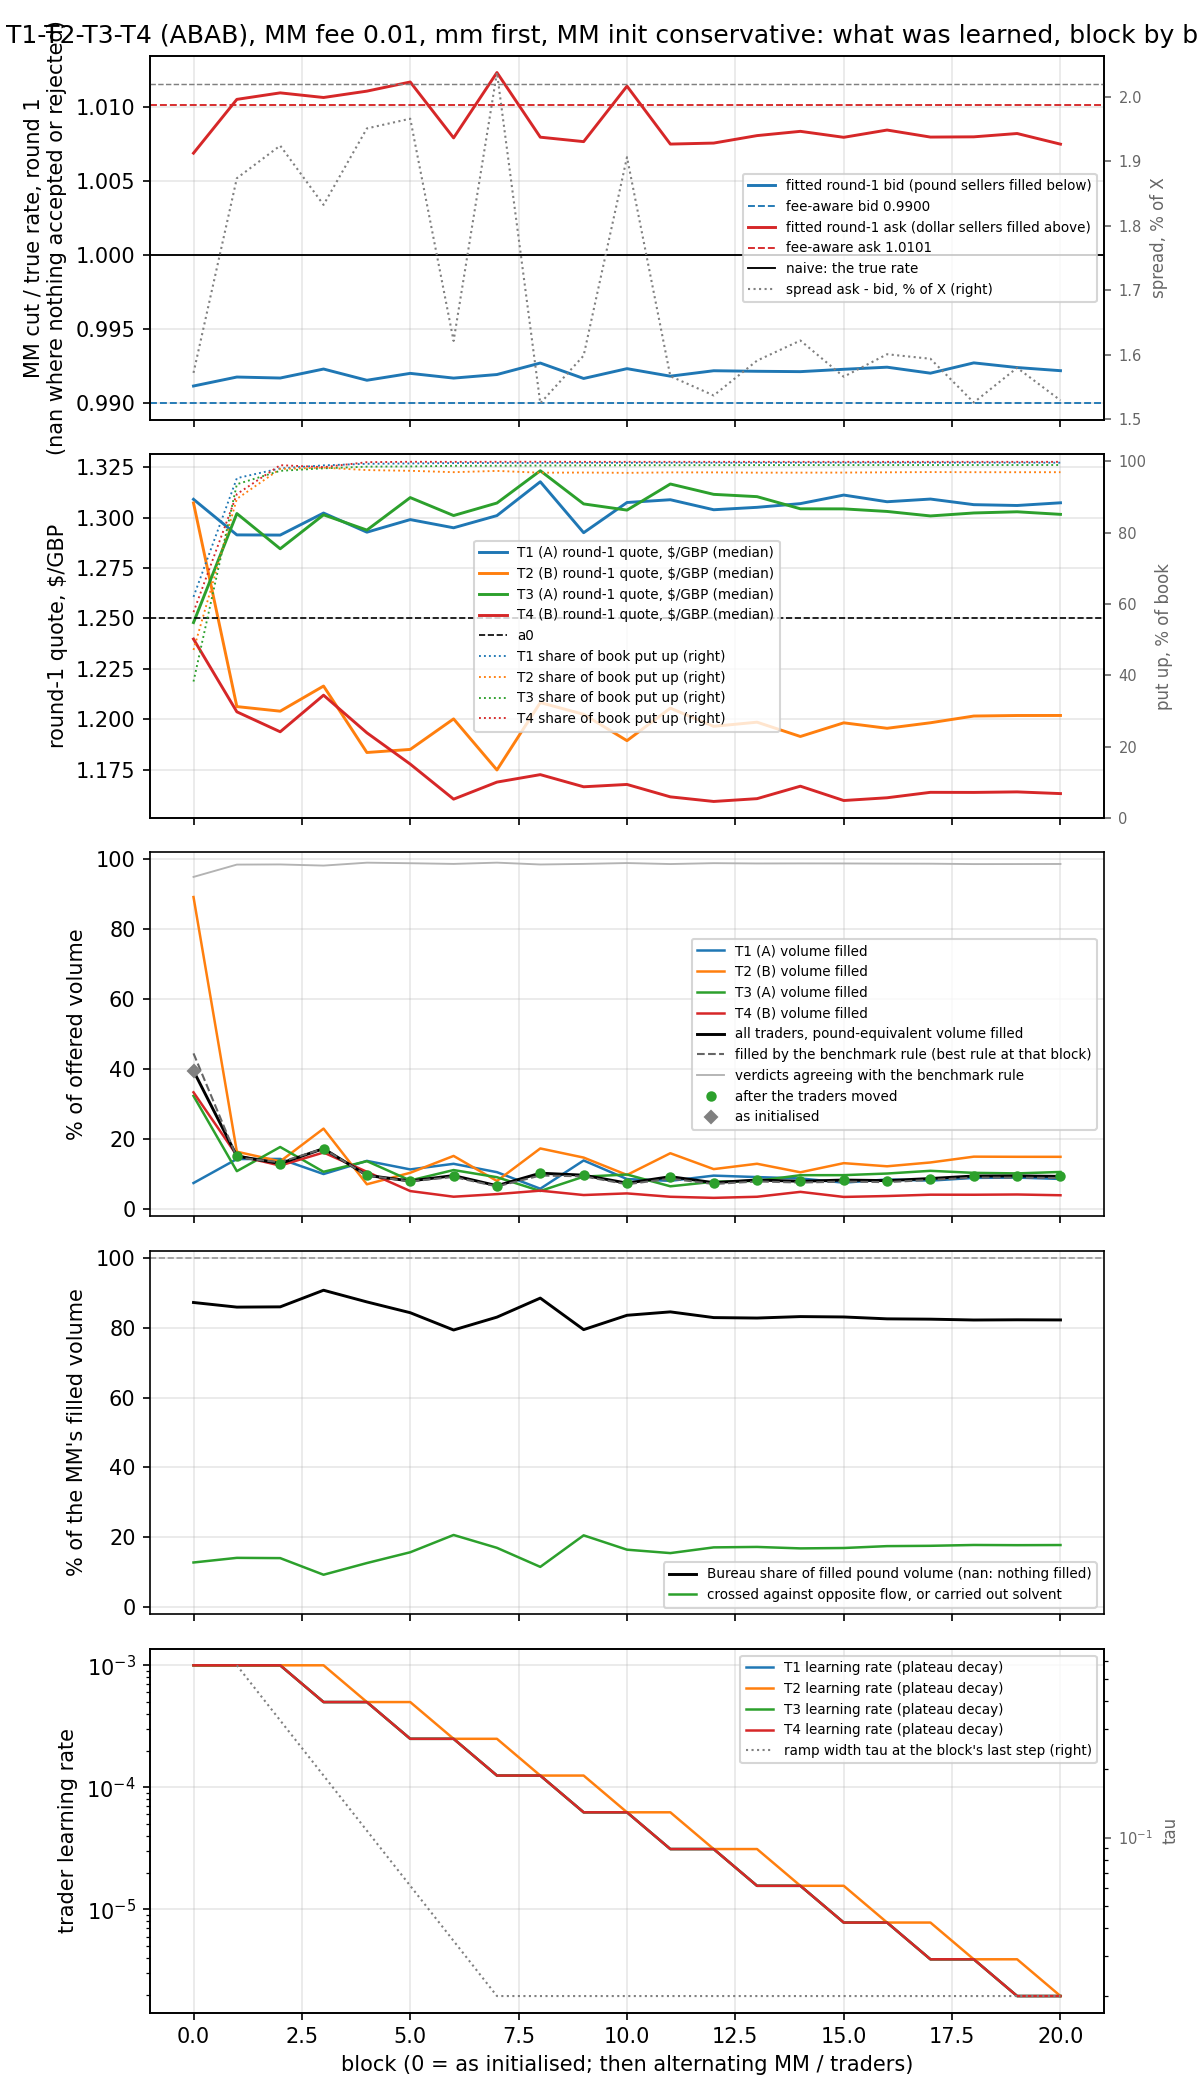 T1-T2-T3-T4 (ABAB), MM fee 0.01, mm first, MM init conservative: what was learned, block by b
MM cut / true rate, round 1
(nan where nothing accepted or rejected)
1.010
1.005
1.000
0.995
0.990
2.0
1.9
1.8
1.7
1.6
1.5
spread, % of X
fitted round-1 bid (pound sellers filled below)
fee-aware bid 0.9900
fitted round-1 ask (dollar sellers filled above)
fee-aware ask 1.0101
naive: the true rate
spread ask - bid, % of X (right)
round-1 quote, $/GBP
1.325
1.300
1.275
1.250
1.225
1.200
1.175
100
80
60
40
20
0
put up, % of book
T1 (A) round-1 quote, $/GBP (median)
T2 (B) round-1 quote, $/GBP (median)
T3 (A) round-1 quote, $/GBP (median)
T4 (B) round-1 quote, $/GBP (median)
a0
T1 share of book put up (right)
T2 share of book put up (right)
T3 share of book put up (right)
T4 share of book put up (right)
% of offered volume
100
80
60
40
20
0
T1 (A) volume filled
T2 (B) volume filled
T3 (A) volume filled
T4 (B) volume filled
all traders, pound-equivalent volume filled
filled by the benchmark rule (best rule at that block)
verdicts agreeing with the benchmark rule
after the traders moved
as initialised
% of the MM's filled volume
100
80
60
40
20
0
Bureau share of filled pound volume (nan: nothing filled)
crossed against opposite flow, or carried out solvent
trader learning rate
10⁻³
10⁻⁴
10⁻⁵
10⁻¹
tau
T1 learning rate (plateau decay)
T2 learning rate (plateau decay)
T3 learning rate (plateau decay)
T4 learning rate (plateau decay)
ramp width tau at the block's last step (right)
0.0 2.5 5.0 7.5 10.0 12.5 15.0 17.5 20.0
block (0 = as initialised; then alternating MM / traders)